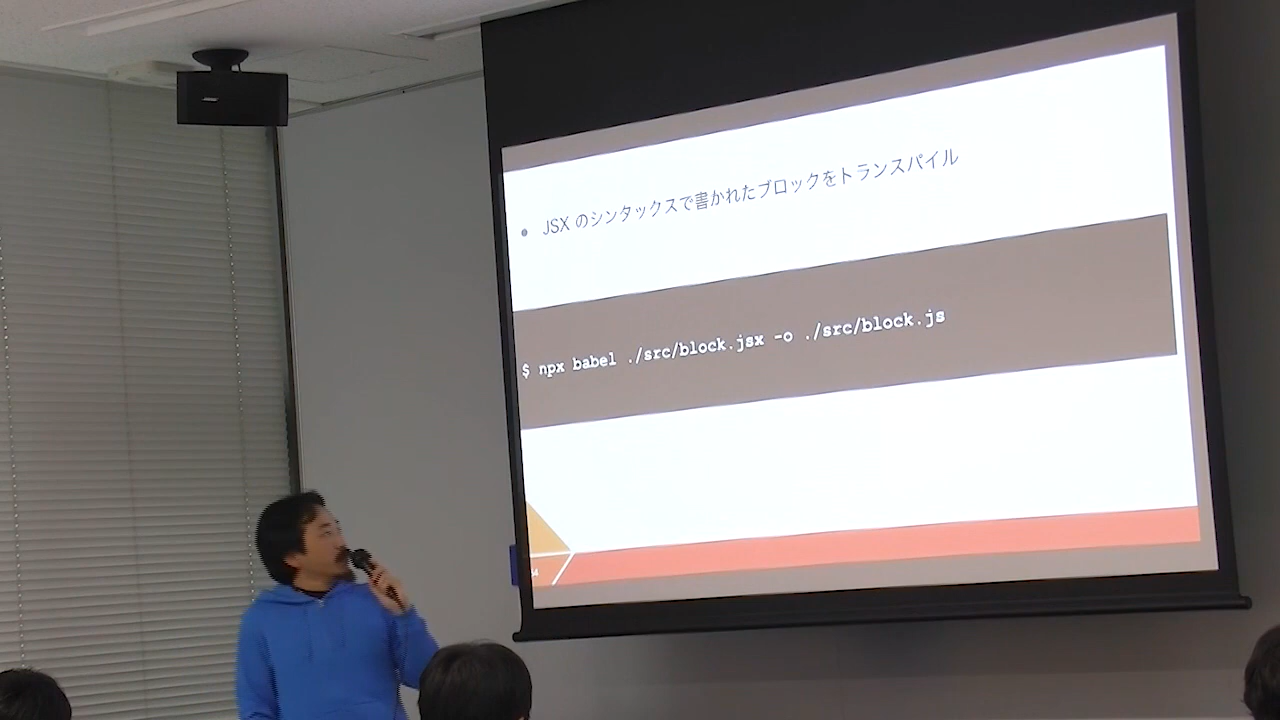 ● JSX のシンタックスで書かれたブロックをトランスパイル
$ npx babel ./src/block.jsx -o ./src/block.js